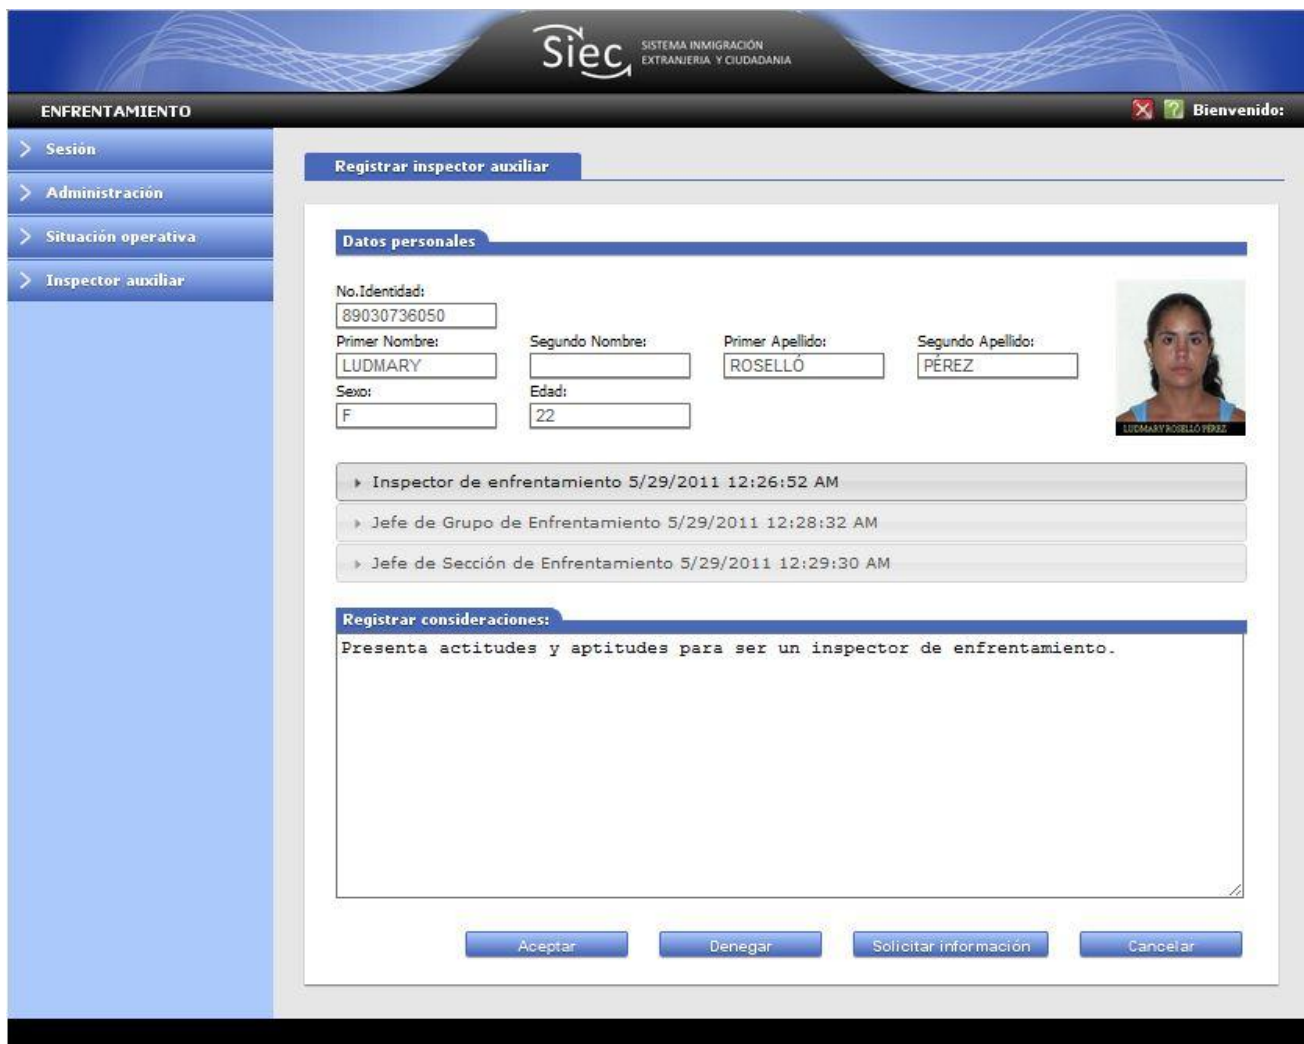 Siec SISTEMA INMIGRACIÓN
EXTRANJERIA Y CIUDADANIA
ENFRENTAMIENTO
Bienvenido:
Sesión
Administración
Situación operativa
Inspector auxiliar
Registrar inspector auxiliar
Datos personales
No.Identidad:
89030736050
Primer Nombre: Segundo Nombre: Primer Apellido: Segundo Apellido:
LUDMARY ROSELLÓ PÉREZ
Sexo: Edad:
F 22
LUDMARY ROSELLÓ PÉREZ
Inspector de enfrentamiento 5/29/2011 12:26:52 AM
Jefe de Grupo de Enfrentamiento 5/29/2011 12:28:32 AM
Jefe de Sección de Enfrentamiento 5/29/2011 12:29:30 AM
Registrar consideraciones:
Presenta actitudes y aptitudes para ser un inspector de enfrentamiento.
Aceptar Denegar Solicitar información Cancelar